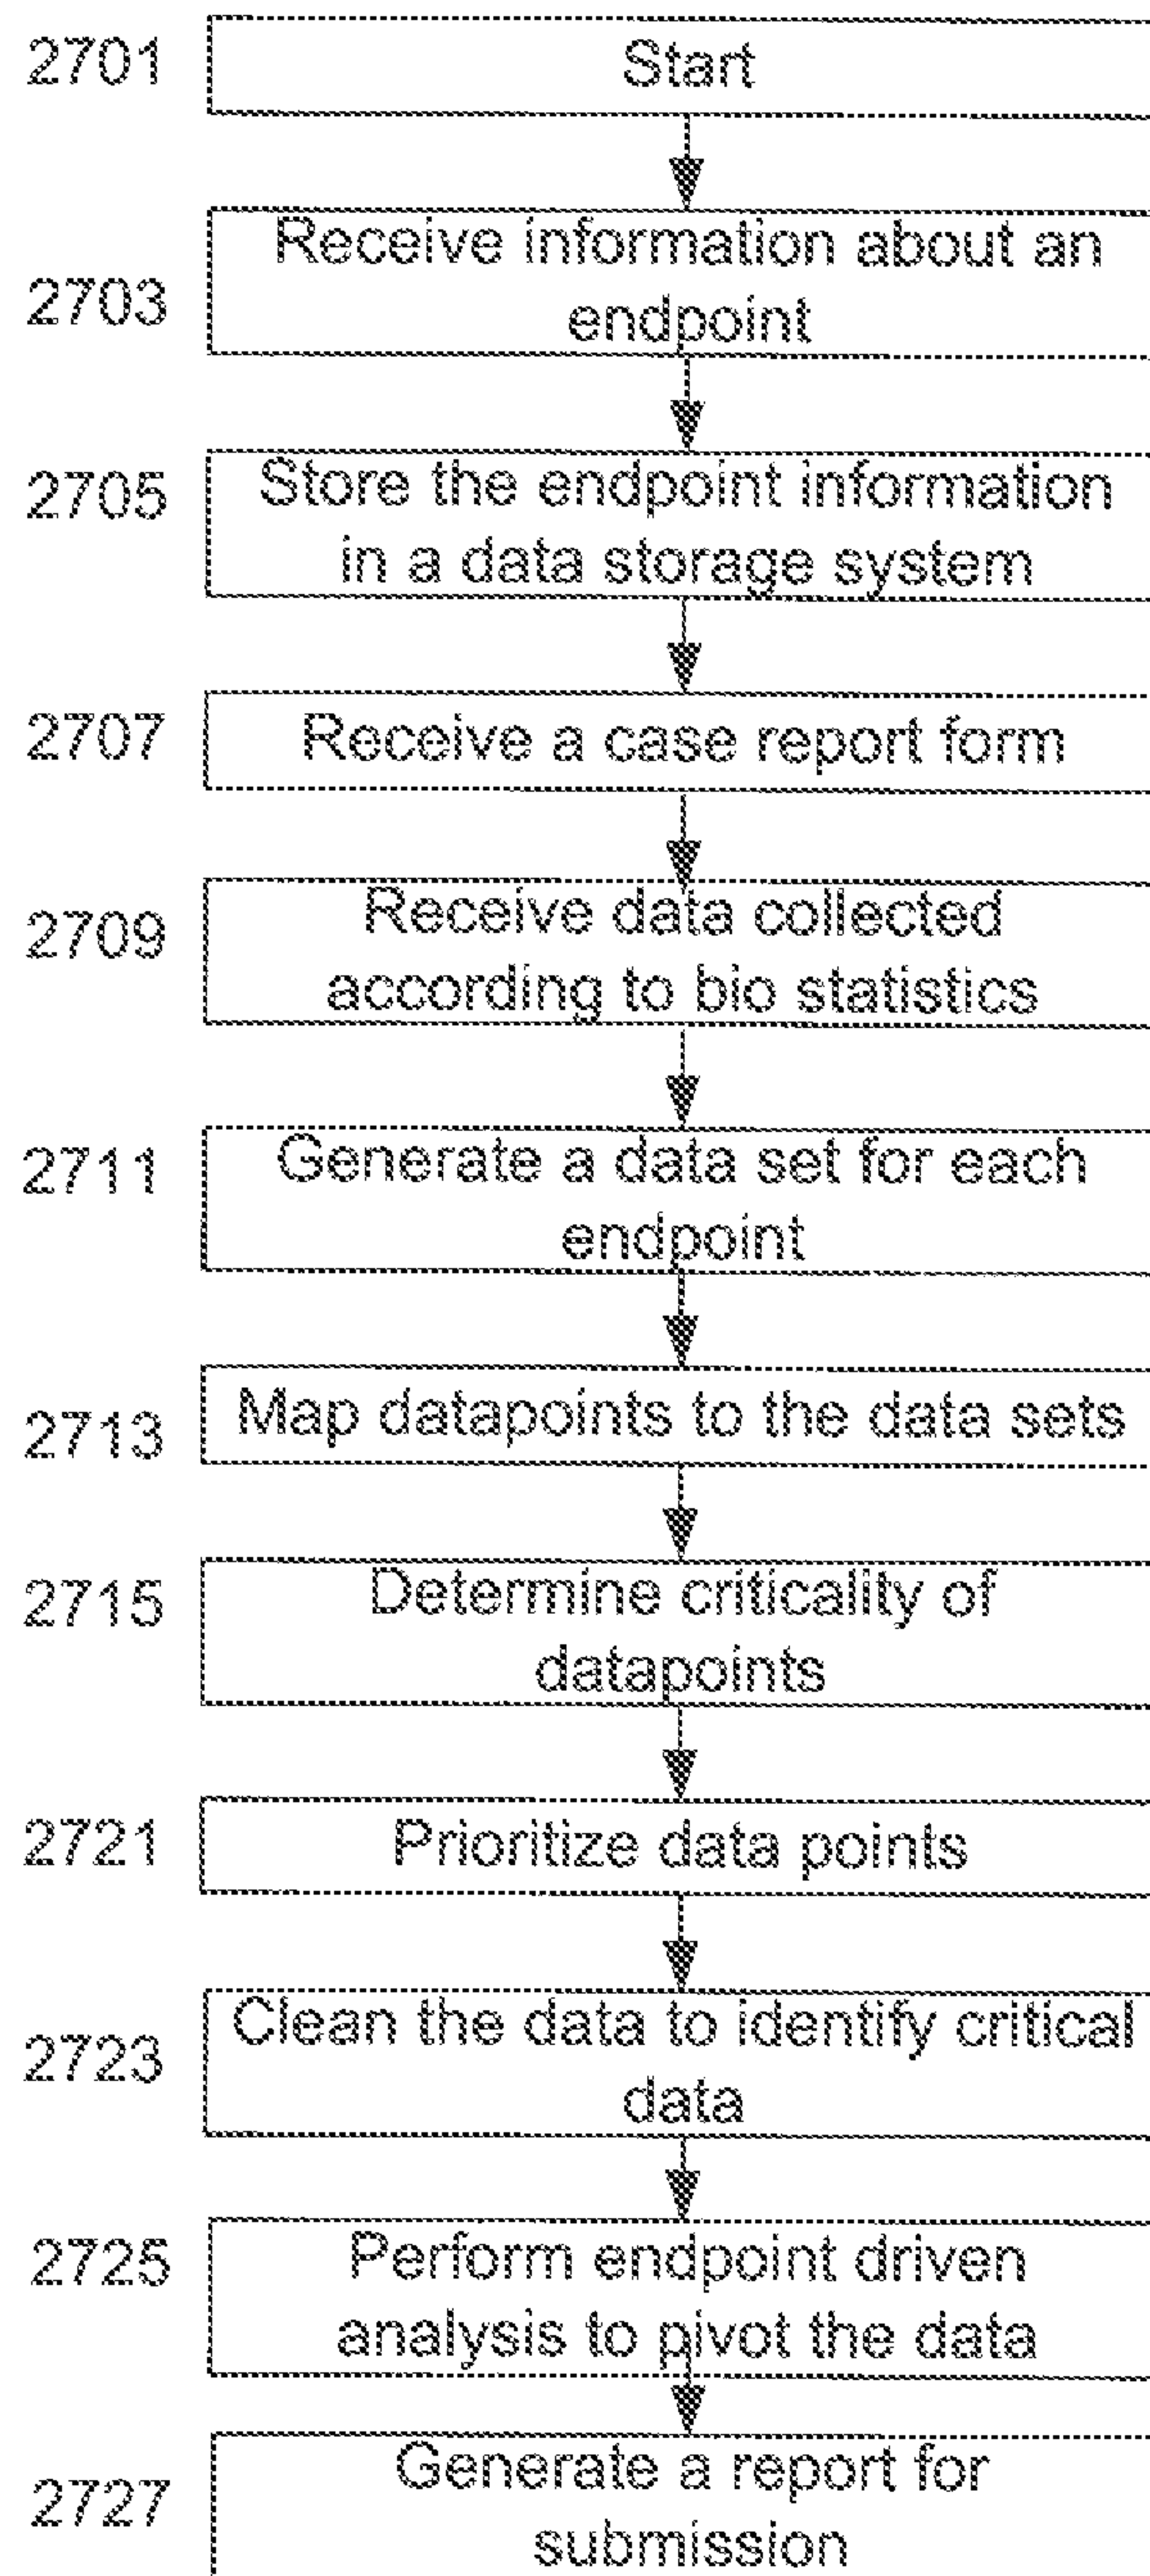 2701
Start
Receive information about an
2703
endpoint
2705
Store the endpoint information
in a data storage system
2707
Receive a case report form
2709
Receive data collected
according to bio statistics
2711
Generate a data set for each
endpoint
2713
Map datapoints to the data sets
2715
Determine criticality of
datapoints
2721
Prioritize data points
2723
Clean the data to identify critical
data
2725
Perform endpoint driven
analysis to pivot the data
2727
Generate a report for
submission